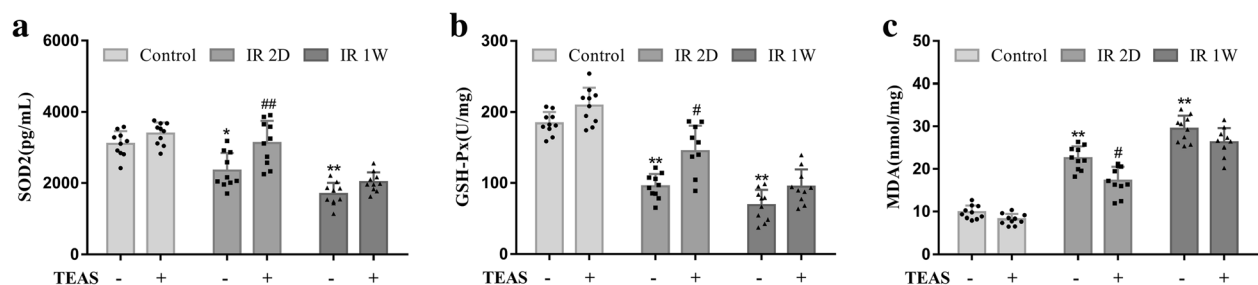 a
SOD2(pg/mL)
6000
4000
2000
0
Control IR 2D IR 1W
* ## **
TEAS - + - + - +
b
GSH-Px(U/mg)
300
200
100
0
Control IR 2D IR 1W
** # **
TEAS - + - + - +
c
MDA(nmol/mg)
50
40
30
20
10
0
Control IR 2D IR 1W
** # **
TEAS - + - + - +